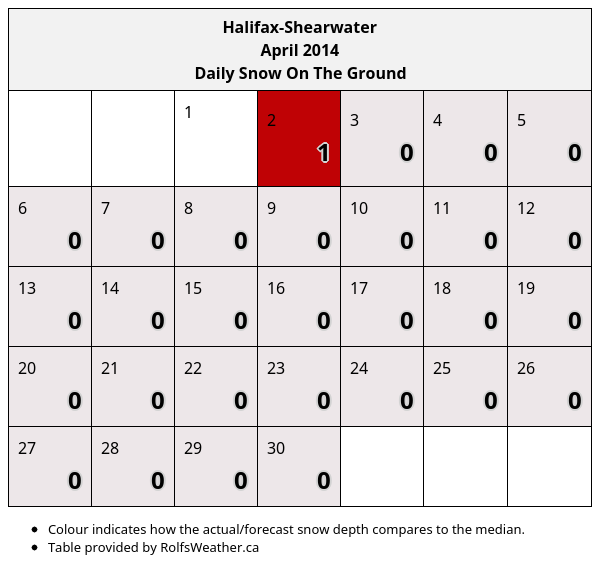 Halifax-Shearwater
April 2014
Daily Snow On The Ground
1 2 3 4 5
1 0 0 0
6 7 8 9 10 11 12
0 0 0 0 0 0 0
13 14 15 16 17 18 19
0 0 0 0 0 0 0
20 21 22 23 24 25 26
0 0 0 0 0 0 0
27 28 29 30
0 0 0 0
Colour indicates how the actual/forecast snow depth compares to the median.
Table provided by RolfsWeather.ca